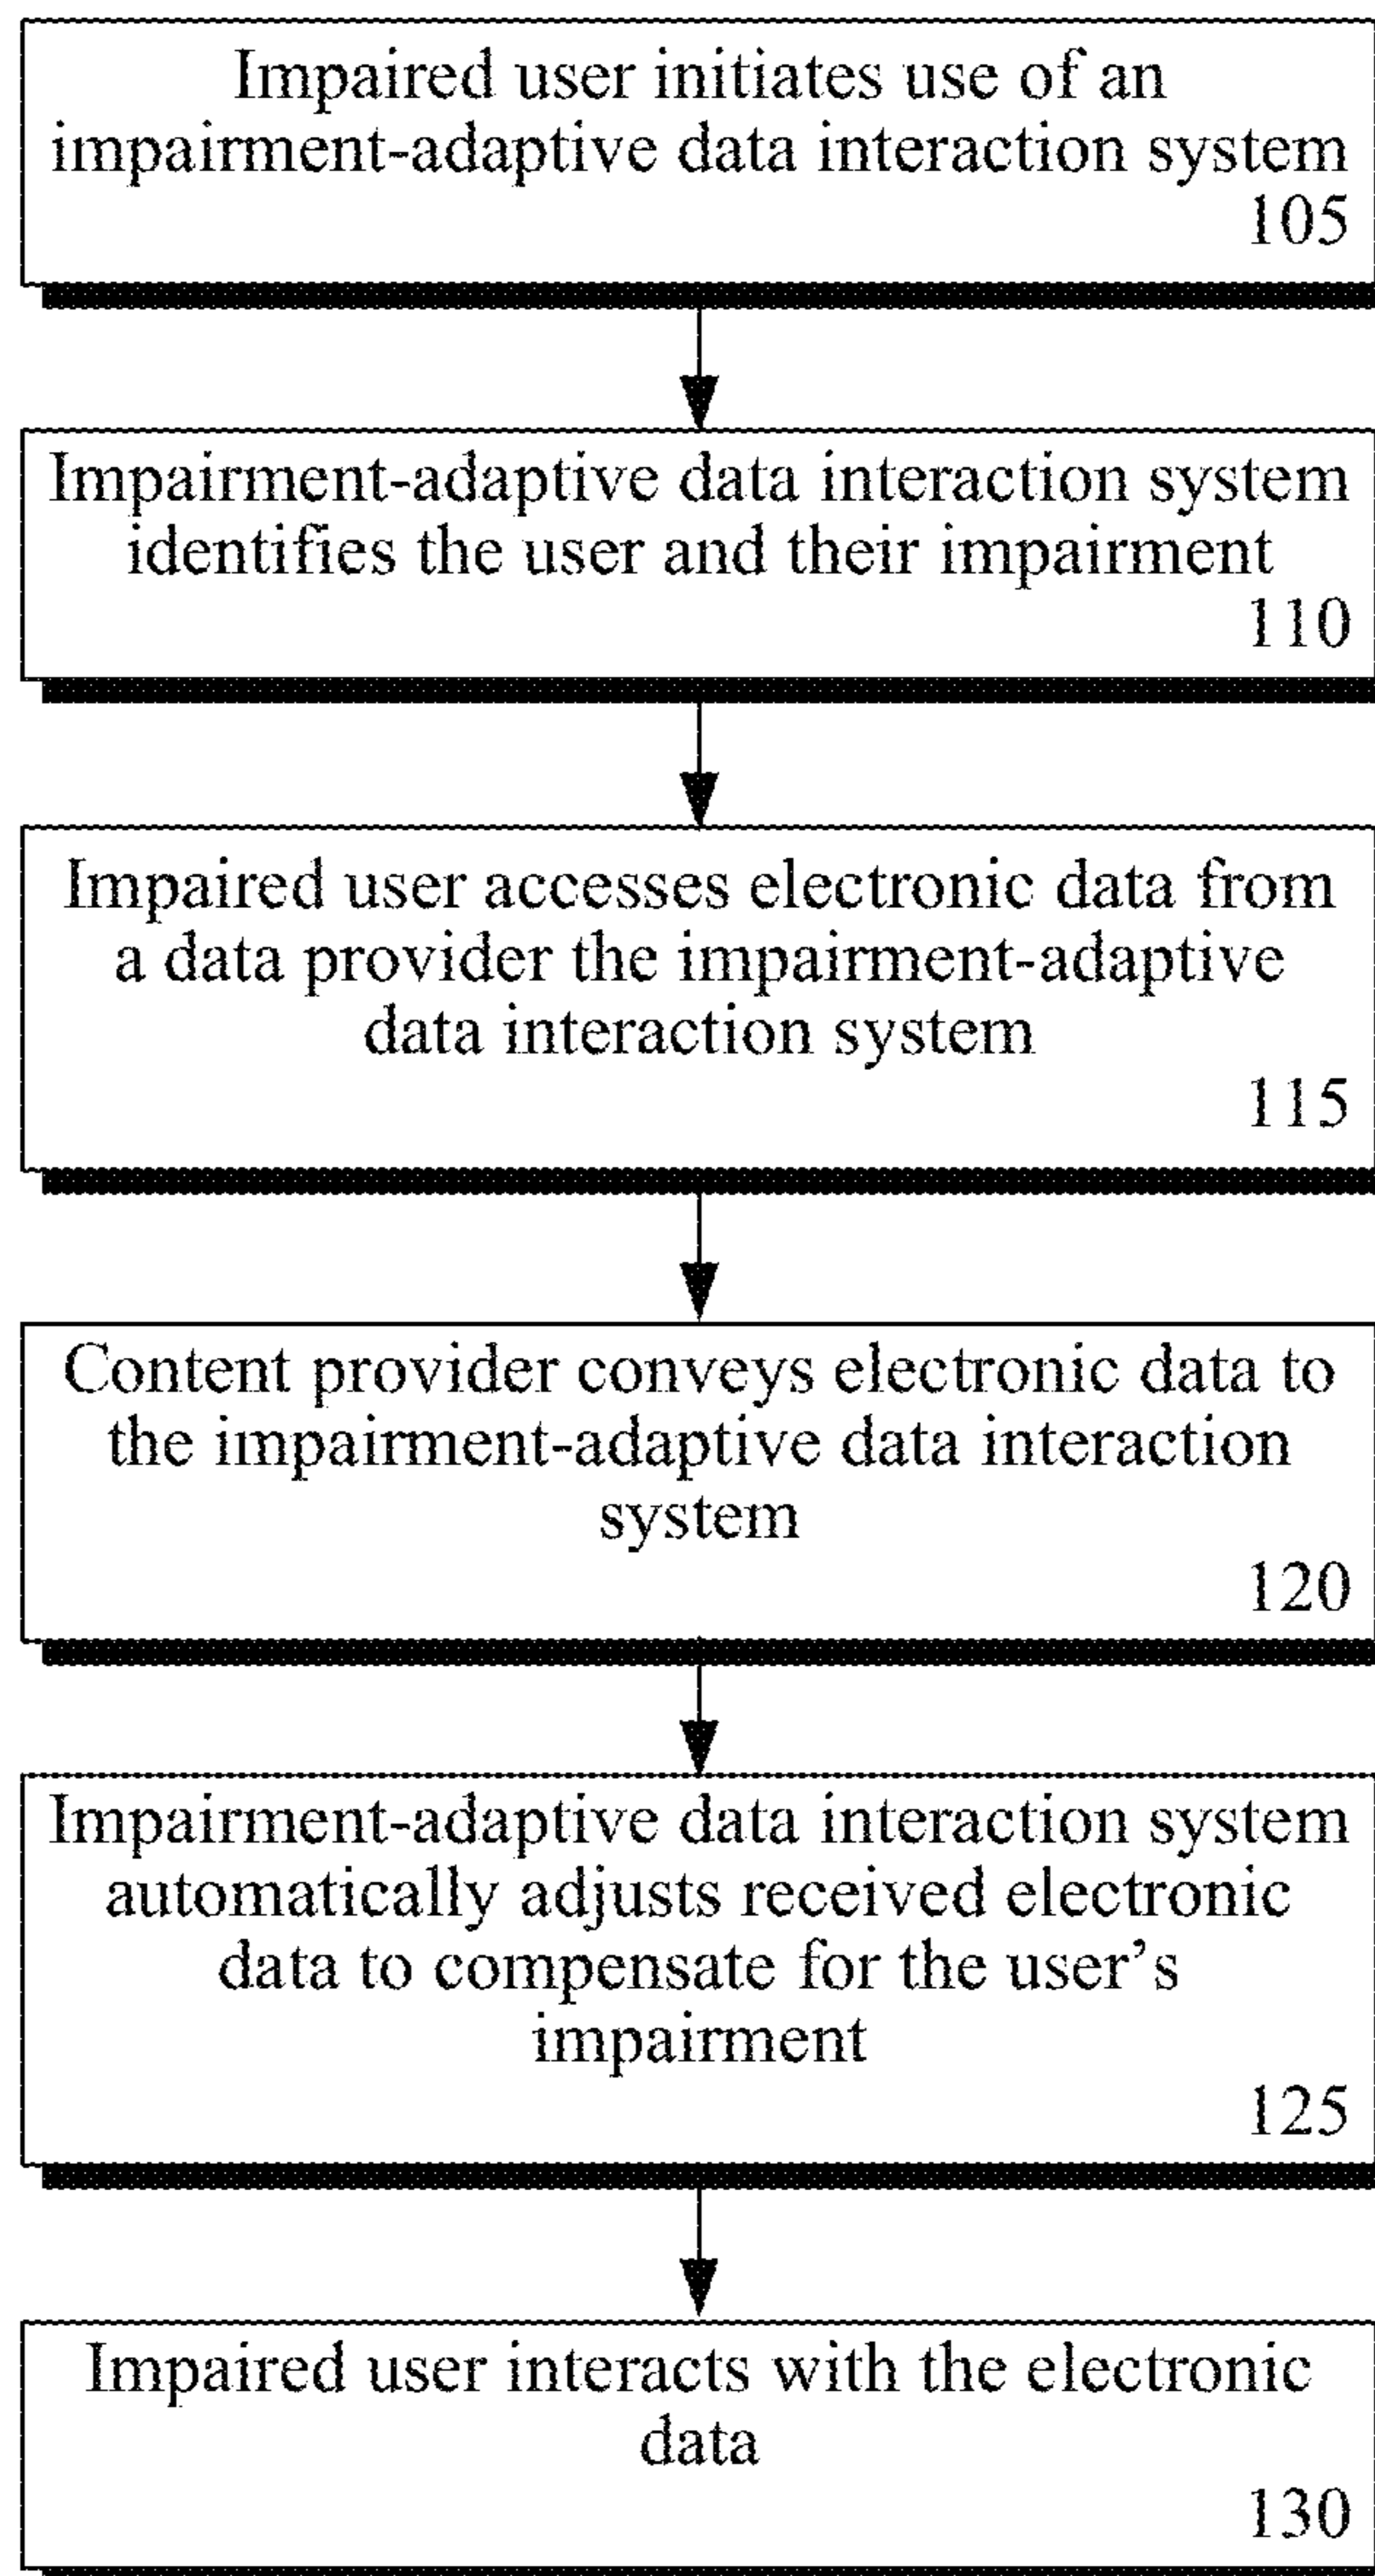 Impaired user initiates use of an
impairment-adaptive data interaction system
105
Impairment-adaptive data interaction system
identifies the user and their impairment
110
Impaired user accesses electronic data from
a data provider the impairment-adaptive
data interaction system
115
Content provider conveys electronic data to
the impairment-adaptive data interaction
system
120
Impairment-adaptive data interaction system
automatically adjusts received electronic
data to compensate for the user’s
impairment
125
Impaired user interacts with the electronic
data
130